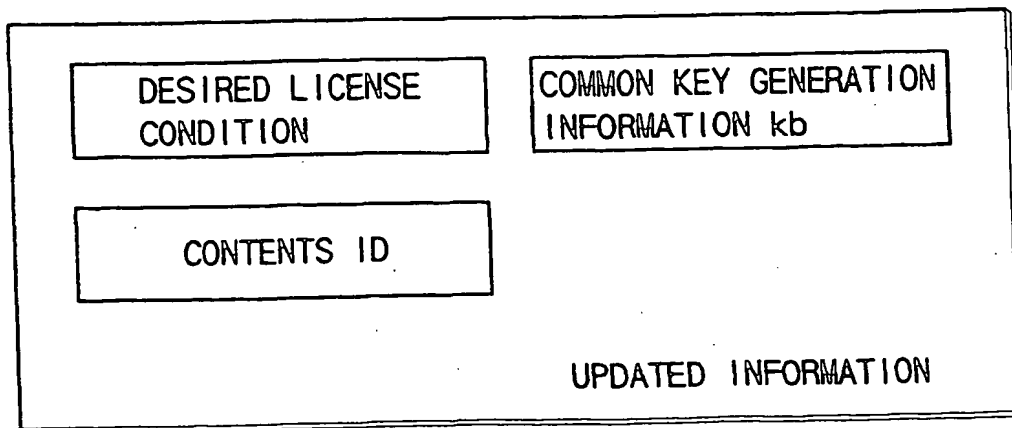 DESIRED LICENSE
CONDITION
COMMON KEY GENERATION
INFORMATION kb
CONTENTS ID
UPDATED INFORMATION